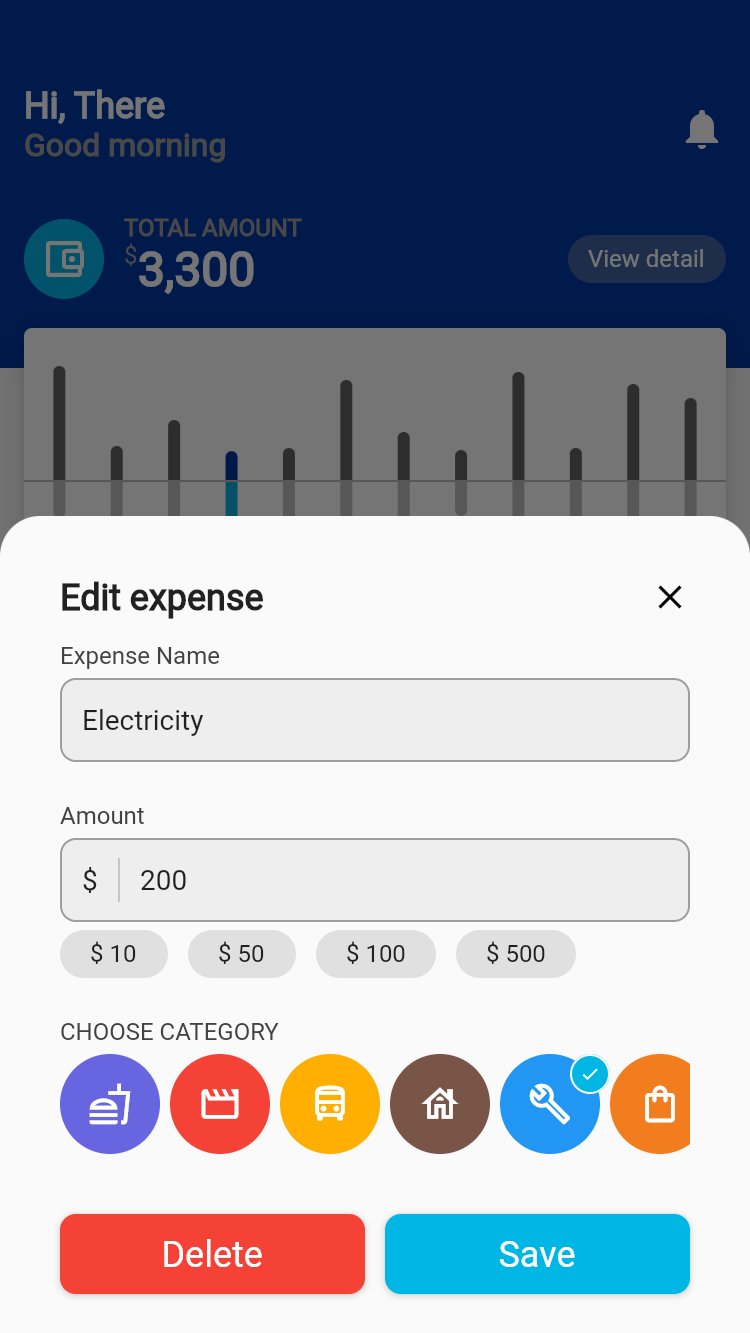 Hi, There
Good morning
TOTAL AMOUNT
$3,300
View detail
Edit expense
Expense Name
Electricity
Amount
$ 200
$ 10 $ 50 $ 100 $ 500
CHOOSE CATEGORY
Delete Save